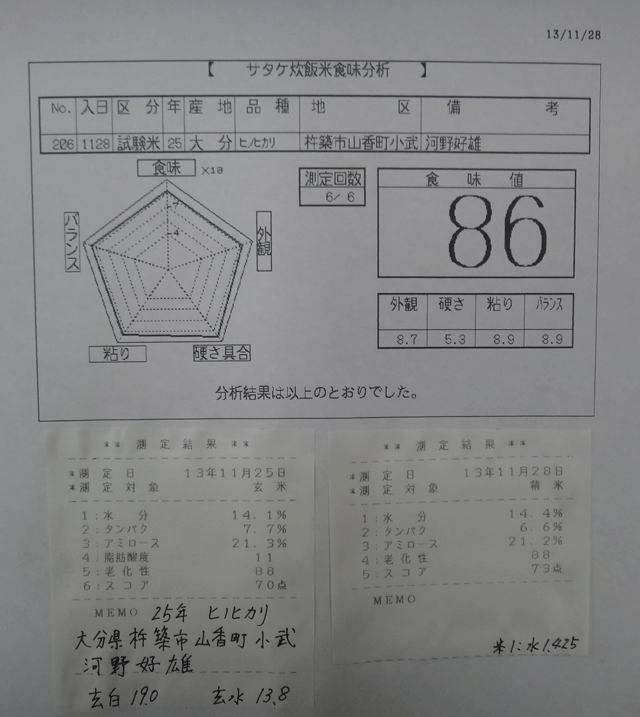 13/11/28
【 サタケ炊飯米食味分析 】
No. 入日 区分 年 産地 品種 地区 備考
206 1128 試験米 25 大分 ヒノヒカリ 杵築市山香町小武 河野好雄
食味 ×10
7
4
バランス
外観
粘り
硬さ具合
測定回数
6/ 6
食味値
86
外観 硬さ 粘り バランス
8.7 5.3 8.9 8.9
分析結果は以上のとおりでした。
** 測定結果 **
*測定日 13年11月25日
*測定対象 玄米
1:水分 14.1%
2:タンパク 7.7%
3:アミロース 21.3%
4:脂肪酸度 11
5:老化性 88
6:スコア 70点
MEMO 25年 ヒノヒカリ
大分県杵築市山香町小武
河野好雄
玄白 19.0 玄水 13.8
** 測定結果 **
*測定日 13年11月28日
*測定対象 精米
1:水分 14.4%
2:タンパク 6.6%
3:アミロース 21.2%
4:老化性 88
5:スコア 73点
MEMO
米1:水1.425